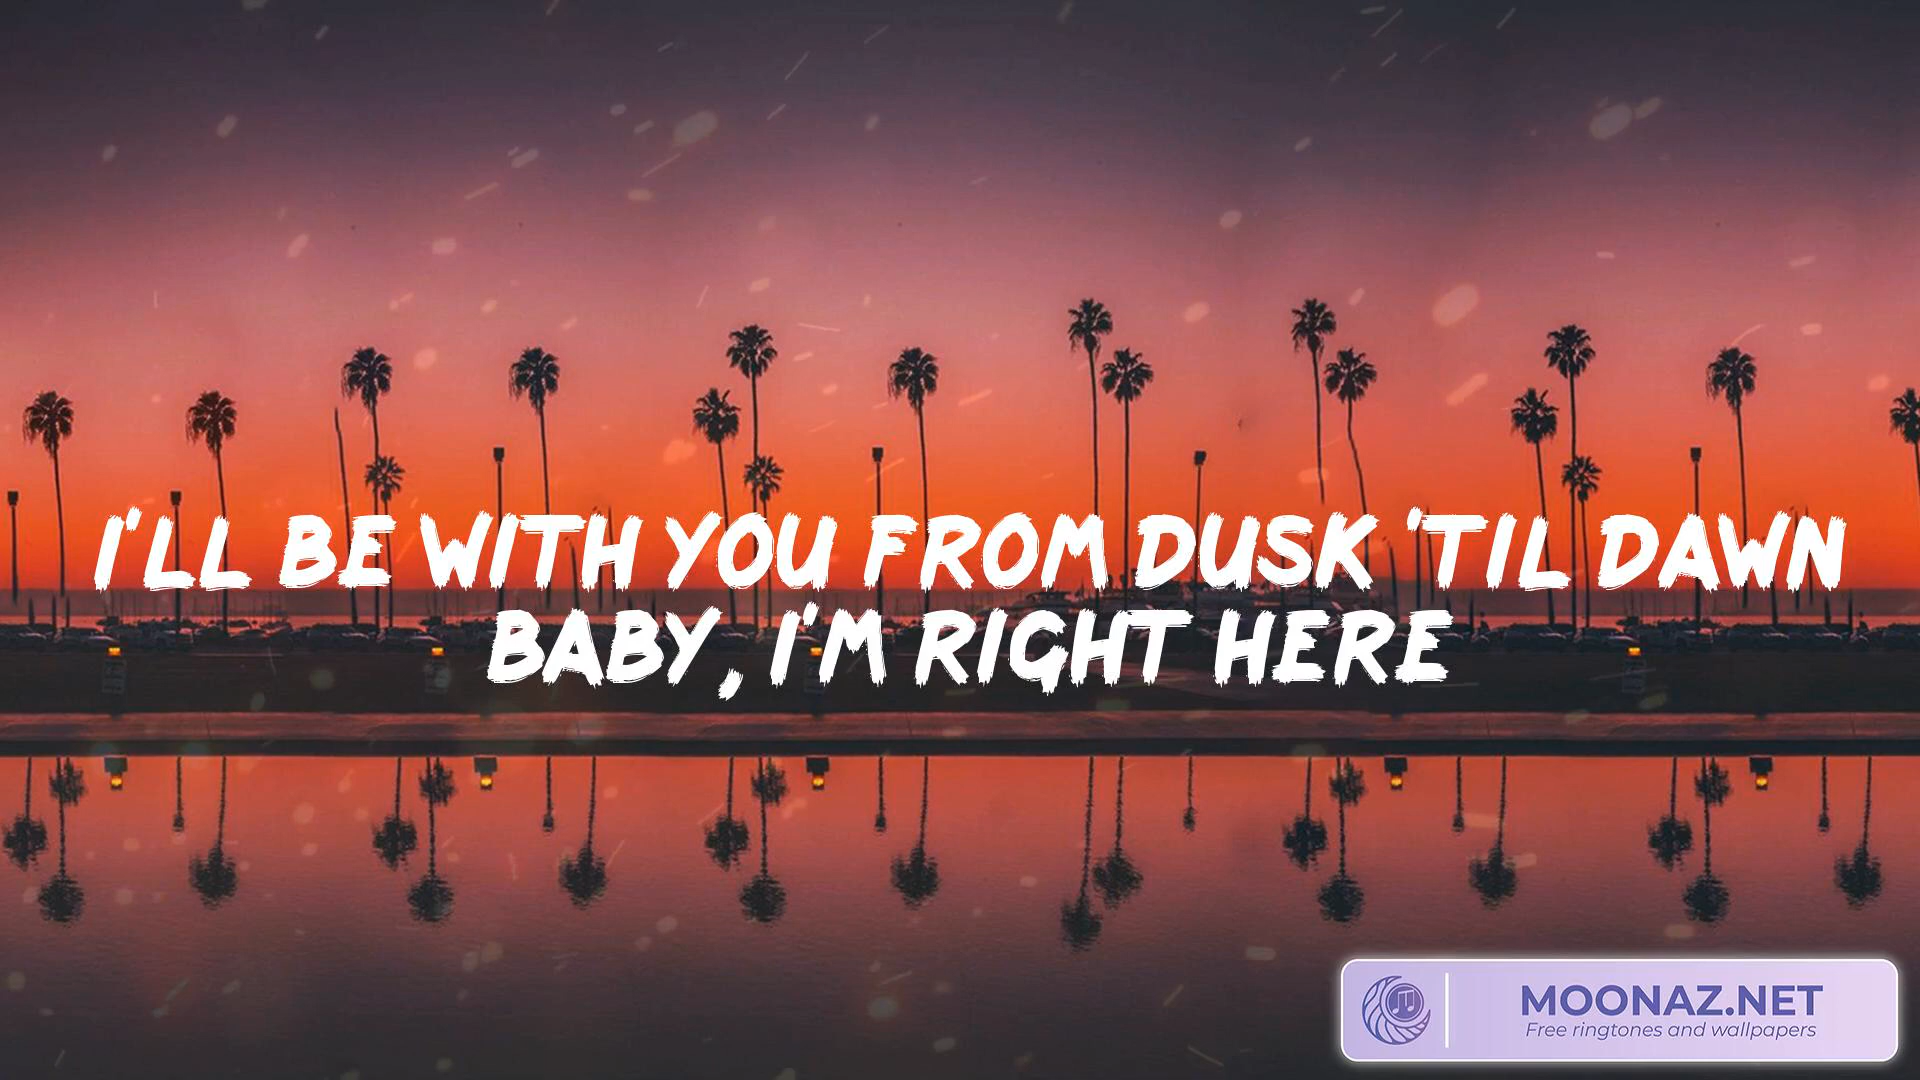 I'LL BE WITH YOU FROM DUSK 'TIL DAWN
BABY, I'M RIGHT HERE
MOONAZ.NET
Free ringtones and wallpapers